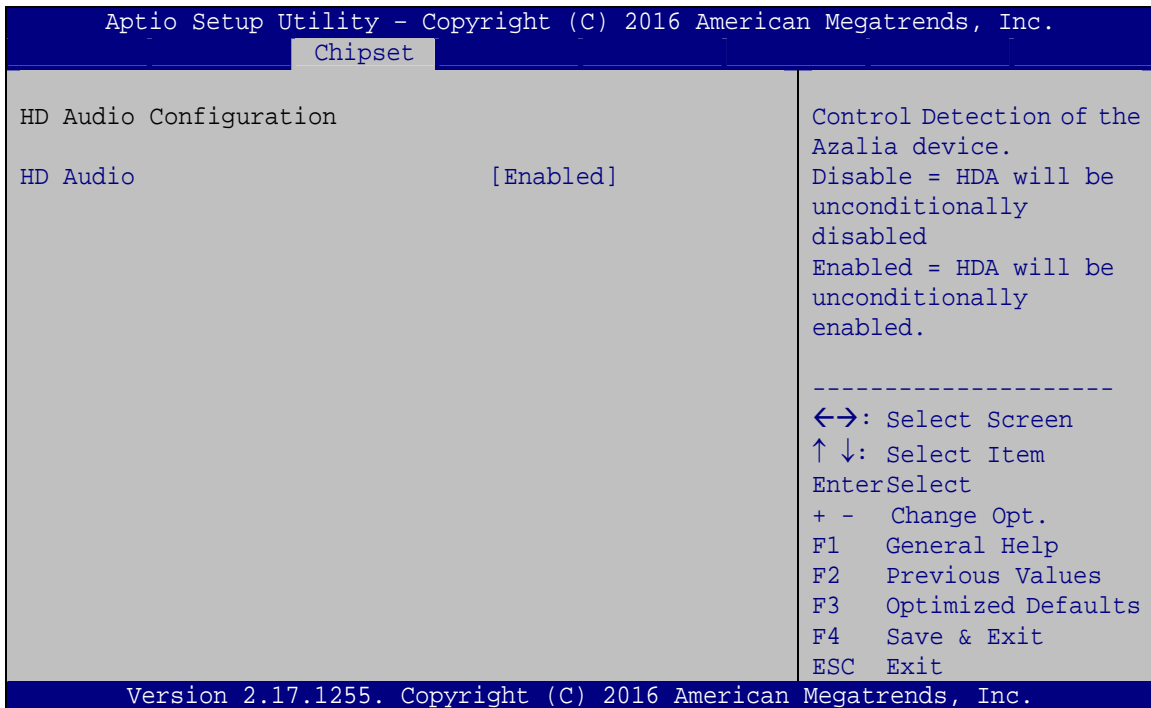 Aptio Setup Utility – Copyright (C) 2016 American Megatrends, Inc.
Chipset
HD Audio Configuration
HD Audio [Enabled]
Control Detection of the
Azalia device.
Disable = HDA will be
unconditionally
disabled
Enabled = HDA will be
unconditionally
enabled.
---------------------
←→: Select Screen
↑ ↓: Select Item
EnterSelect
+ - Change Opt.
F1 General Help
F2 Previous Values
F3 Optimized Defaults
F4 Save & Exit
ESC Exit
Version 2.17.1255. Copyright (C) 2016 American Megatrends, Inc.